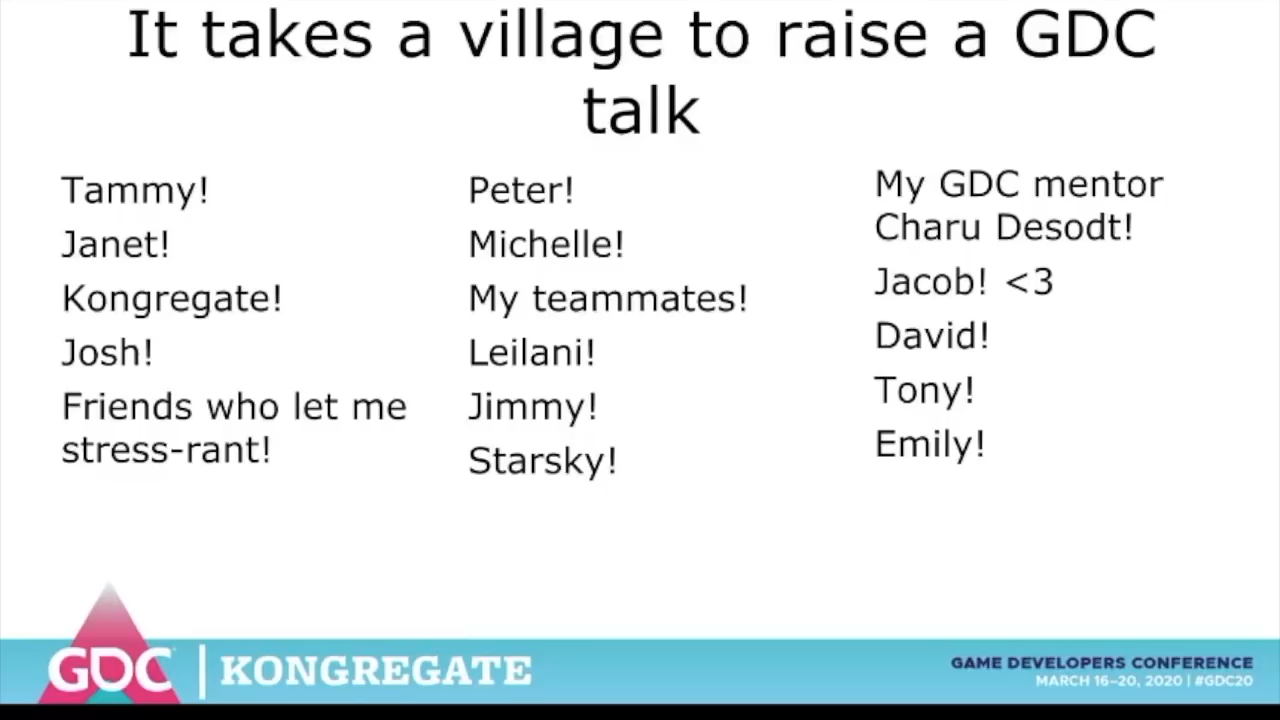 It takes a village to raise a GDC
talk
Tammy!
Janet!
Kongregate!
Josh!
Friends who let me
stress-rant!
Peter!
Michelle!
My teammates!
Leilani!
Jimmy!
Starsky!
My GDC mentor
Charu Desodt!
Jacob! <3
David!
Tony!
Emily!
GDC
KONGREGATE
GAME DEVELOPERS CONFERENCE
MARCH 16–20, 2020 | #GDC20